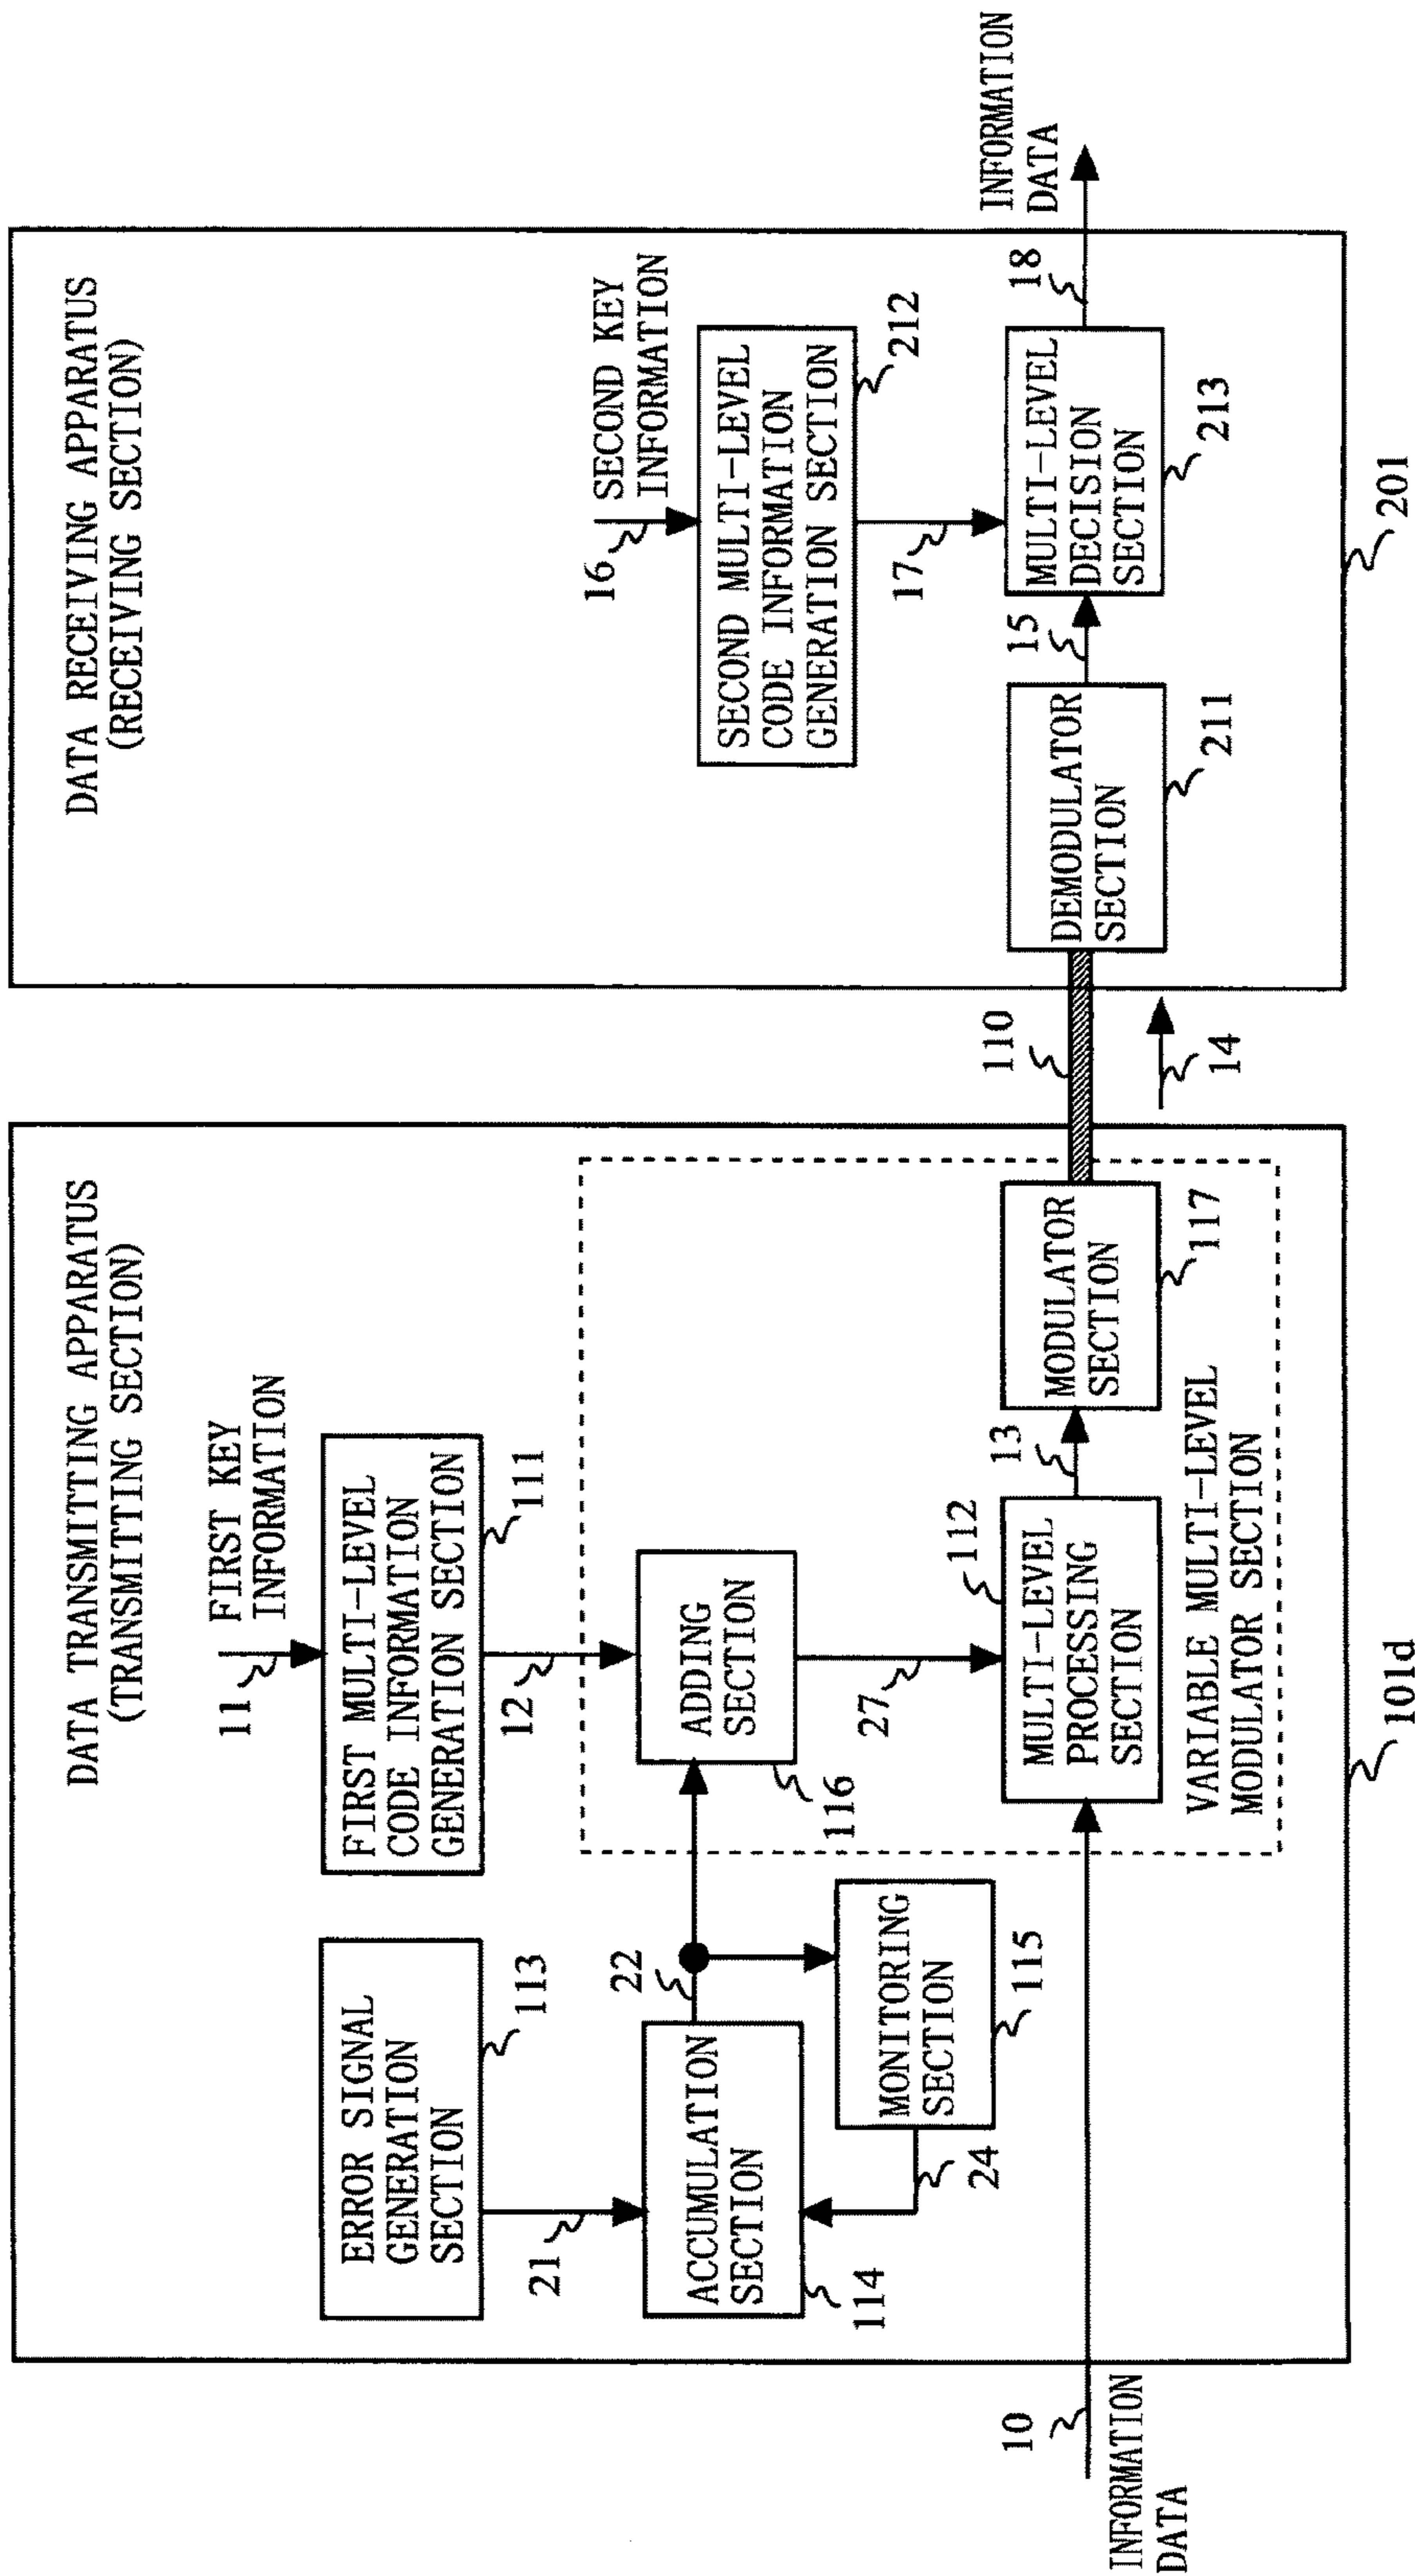 DATA TRANSMITTING APPARATUS
(TRANSMITTING SECTION)
FIRST KEY
INFORMATION
11
ERROR SIGNAL
GENERATION
SECTION
113
FIRST MULTI-LEVEL
CODE INFORMATION
GENERATION SECTION
111
21
12
22
ACCUMULATION
SECTION
114
ADDING
SECTION
116
MONITORING
SECTION
115
24
27
10
INFORMATION
DATA
MULTI-LEVEL
PROCESSING
SECTION
112
13
MODULATOR
SECTION
117
VARIABLE MULTI-LEVEL
MODULATOR SECTION
101d
110
14
DATA RECEIVING APPARATUS
(RECEIVING SECTION)
SECOND KEY
INFORMATION
16
SECOND MULTI-LEVEL
CODE INFORMATION
GENERATION SECTION
212
17
DEMODULATOR
SECTION
211
15
MULTI-LEVEL
DECISION
SECTION
213
18
INFORMATION
DATA
201